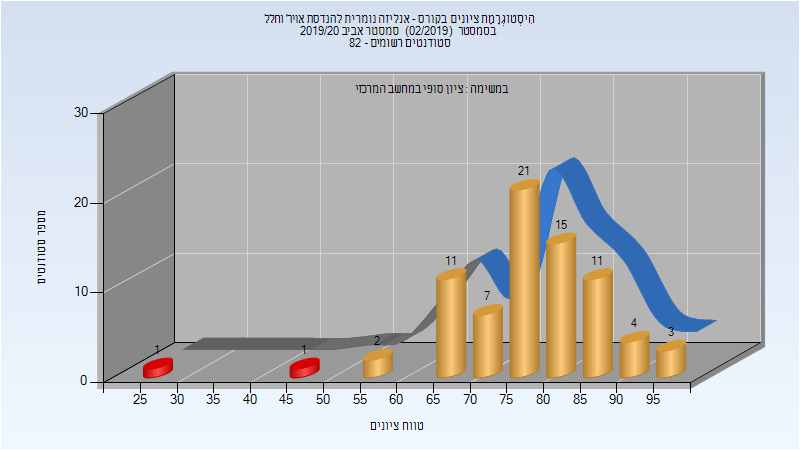 היסטוגרמת ציונים בקורס - אנליזה נומרית להנדסת אויר וחלל
בסמסטר (02/2019) סמסטר אביב 2019/20
סטודנטים רשומים - 82
במשימה : ציון סופי במחשב המרכזי
מספר סטודנטים
30
20
10
0
1
1
2
11
7
21
15
11
4
3
25 30 35 40 45 50 55 60 65 70 75 80 85 90 95
טווח ציונים